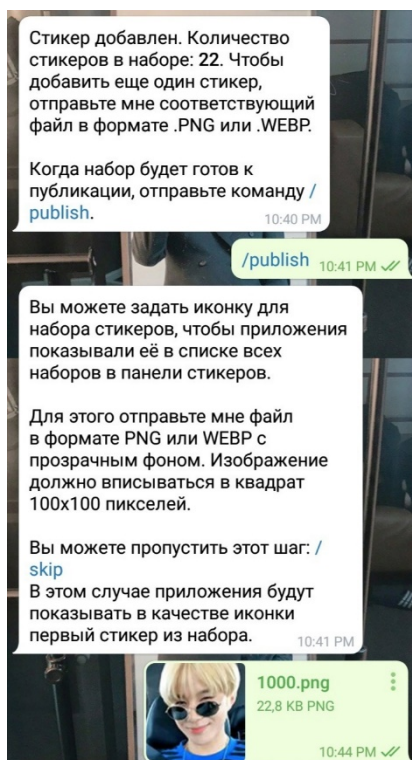 Стикер добавлен. Количество
стикеров в наборе: 22. Чтобы
добавить еще один стикер,
отправьте мне соответствующий
файл в формате .PNG или .WEBP.
Когда набор будет готов к
публикации, отправьте команду /
publish.
10:40 PM
/publish 10:41 PM
Вы можете задать иконку для
набора стикеров, чтобы приложения
показывали её в списке всех
наборов в панели стикеров.
Для этого отправьте мне файл
в формате PNG или WEBP с
прозрачным фоном. Изображение
должно вписываться в квадрат
100x100 пикселей.
Вы можете пропустить этот шаг: /
skip
В этом случае приложения будут
показывать в качестве иконки
первый стикер из набора.
10:41 PM
1000.png
22,8 KB PNG
10:44 PM